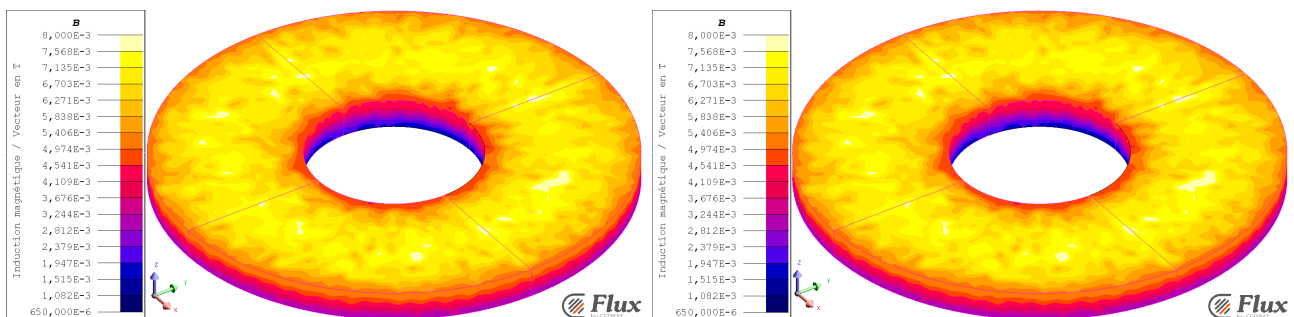 B
8,000E-3
7,568E-3
7,135E-3
6,703E-3
6,271E-3
5,838E-3
5,406E-3
4,974E-3
4,541E-3
4,109E-3
3,676E-3
3,244E-3
2,812E-3
2,379E-3
1,947E-3
1,515E-3
1,082E-3
650,000E-6
Induction magnétique / Vecteur en T
Z
Y
X
Flux
by CEDRAT
B
8,000E-3
7,568E-3
7,135E-3
6,703E-3
6,271E-3
5,838E-3
5,406E-3
4,974E-3
4,541E-3
4,109E-3
3,676E-3
3,244E-3
2,812E-3
2,379E-3
1,947E-3
1,515E-3
1,082E-3
650,000E-6
Induction magnétique / Vecteur en T
Z
Y
X
Flux
by CEDRAT